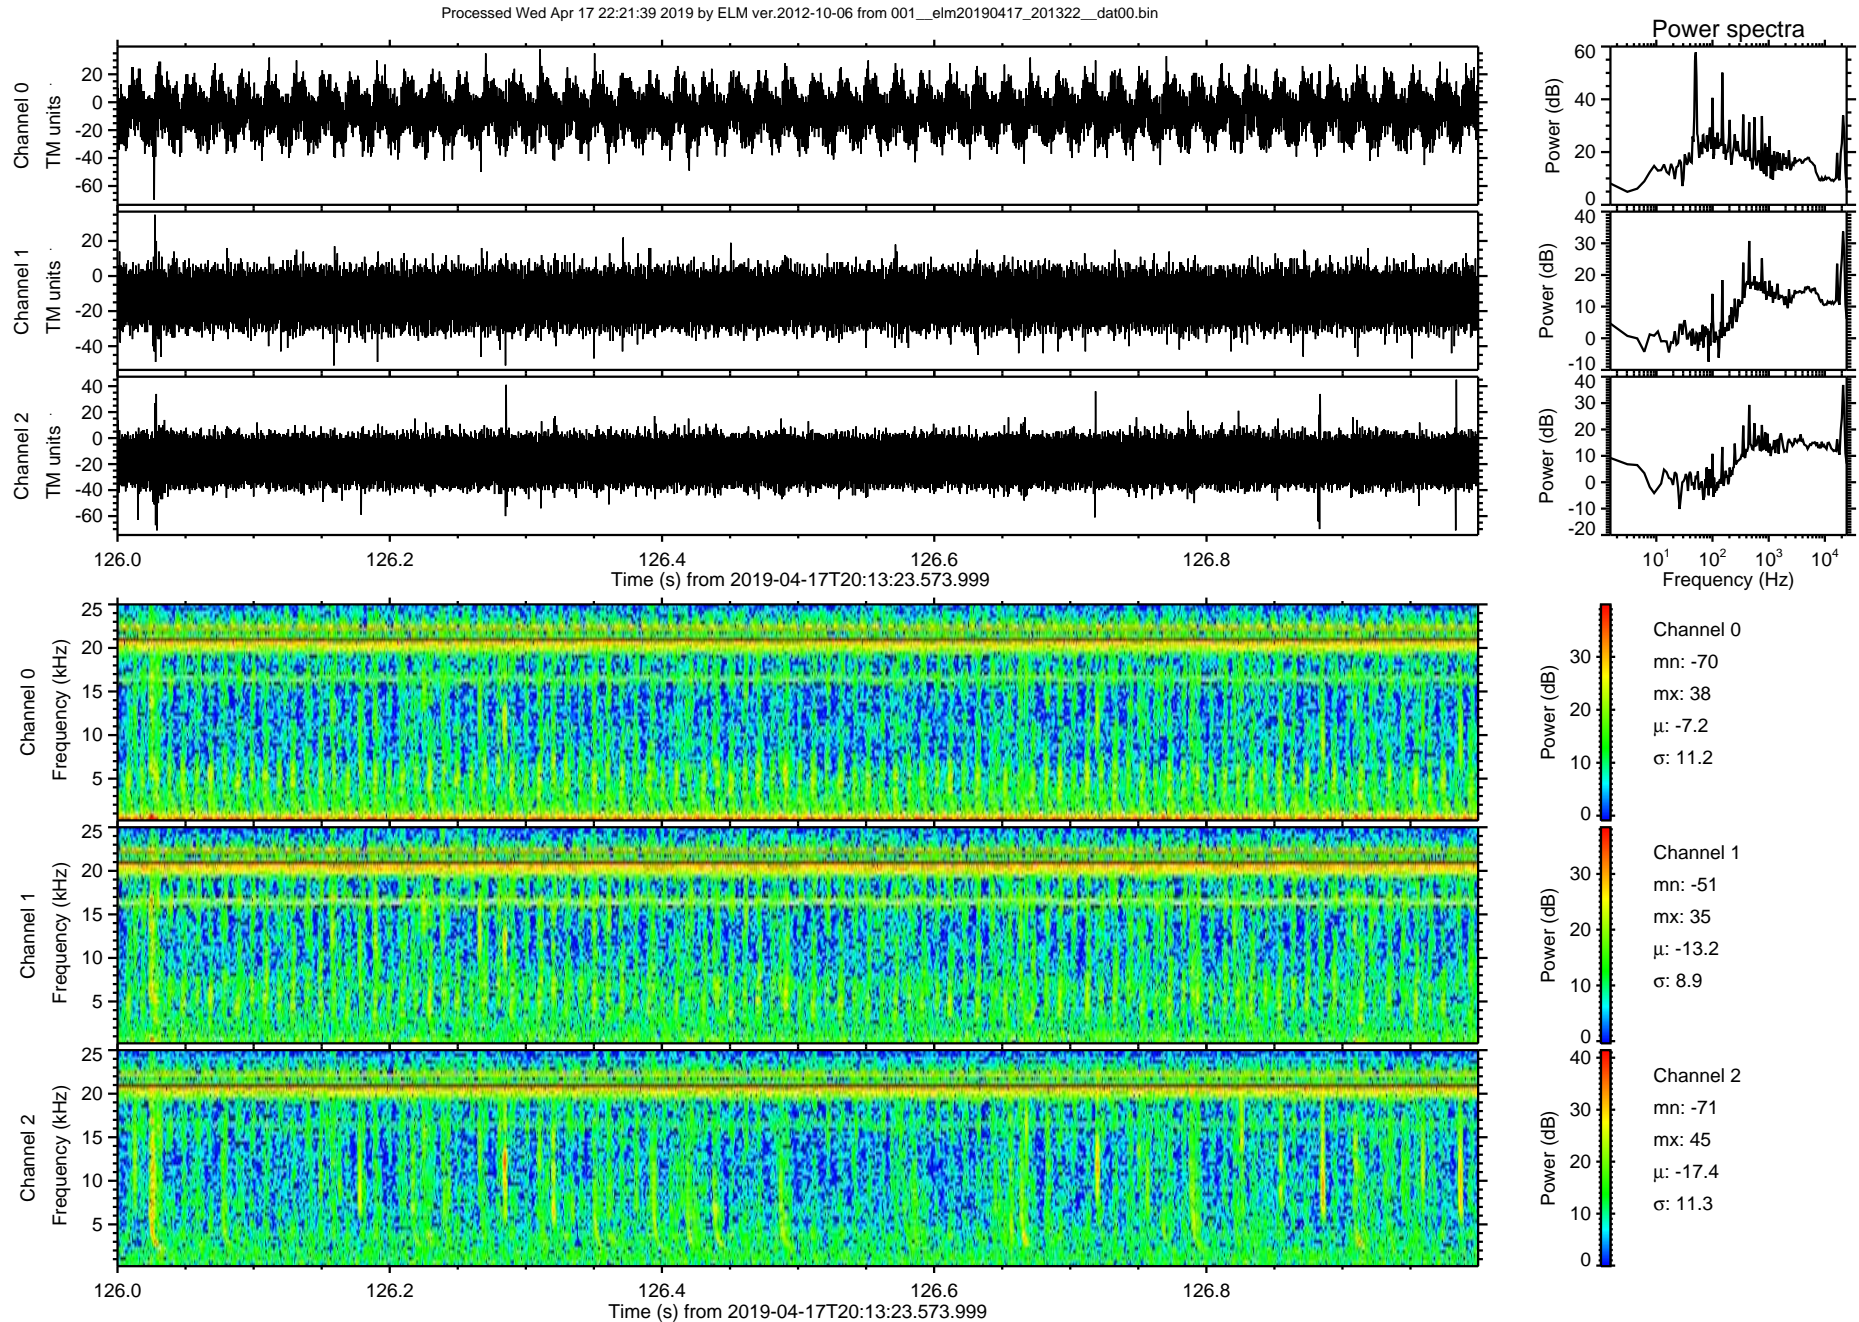 Processed Wed Apr 17 22:21:39 2019 by ELM ver.2012-10-06 from 001__elm20190417_201322__dat00.bin
Power spectra
Channel 0
TM units
20
0
-20
-40
-60
Power (dB)
60
40
20
0
Channel 1
TM units
20
0
-20
-40
Power (dB)
40
30
20
10
0
-10
Channel 2
TM units
40
20
0
-20
-40
-60
Power (dB)
40
30
20
10
0
-10
-20
126.0 126.2 126.4 126.6 126.8
Time (s) from 2019-04-17T20:13:23.573.999
10¹ 10² 10³ 10⁴
Frequency (Hz)
Channel 0
Frequency (kHz)
25
20
15
10
5
Power (dB)
30
20
10
0
Channel 0
mn: -70
mx: 38
μ: -7.2
σ: 11.2
Channel 1
Frequency (kHz)
25
20
15
10
5
Power (dB)
30
20
10
0
Channel 1
mn: -51
mx: 35
μ: -13.2
σ: 8.9
Channel 2
Frequency (kHz)
25
20
15
10
5
Power (dB)
40
30
20
10
0
Channel 2
mn: -71
mx: 45
μ: -17.4
σ: 11.3
126.0 126.2 126.4 126.6 126.8
Time (s) from 2019-04-17T20:13:23.573.999